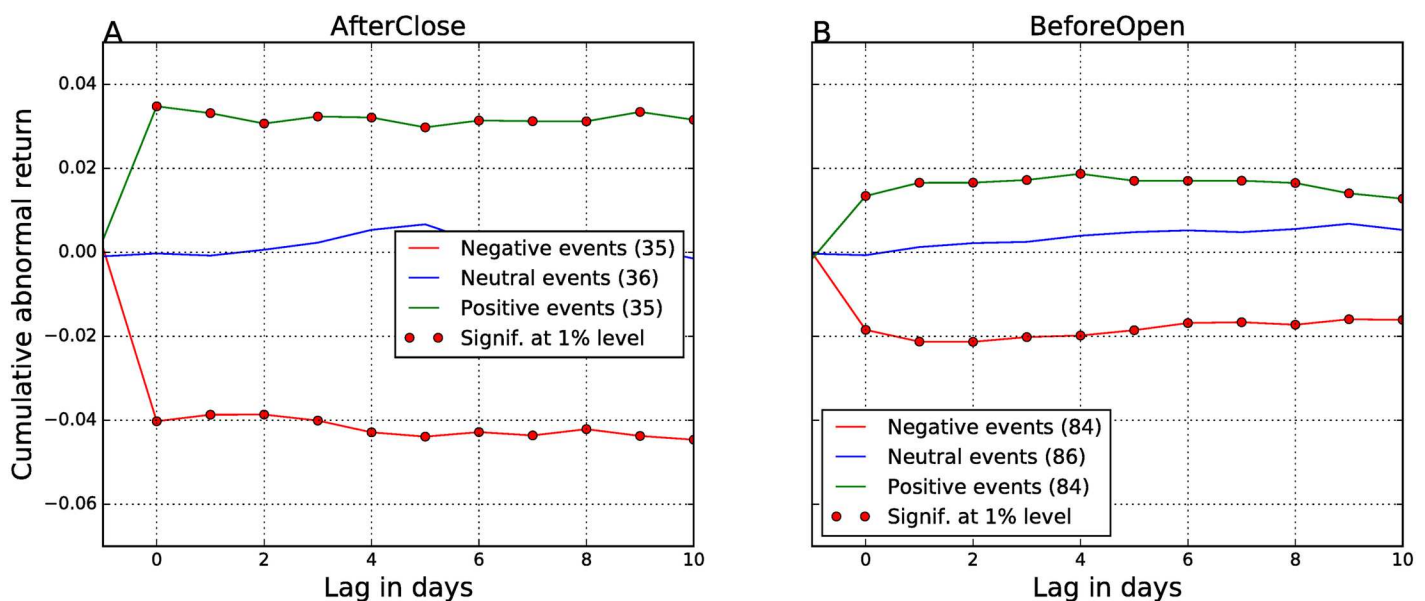 A
AfterClose
Cumulative abnormal return
0.04
0.02
0.00
−0.02
−0.04
−0.06
Negative events (35)
Neutral events (36)
Positive events (35)
Signif. at 1% level
0 2 4 6 8 10
Lag in days
B
BeforeOpen
Negative events (84)
Neutral events (86)
Positive events (84)
Signif. at 1% level
0 2 4 6 8 10
Lag in days